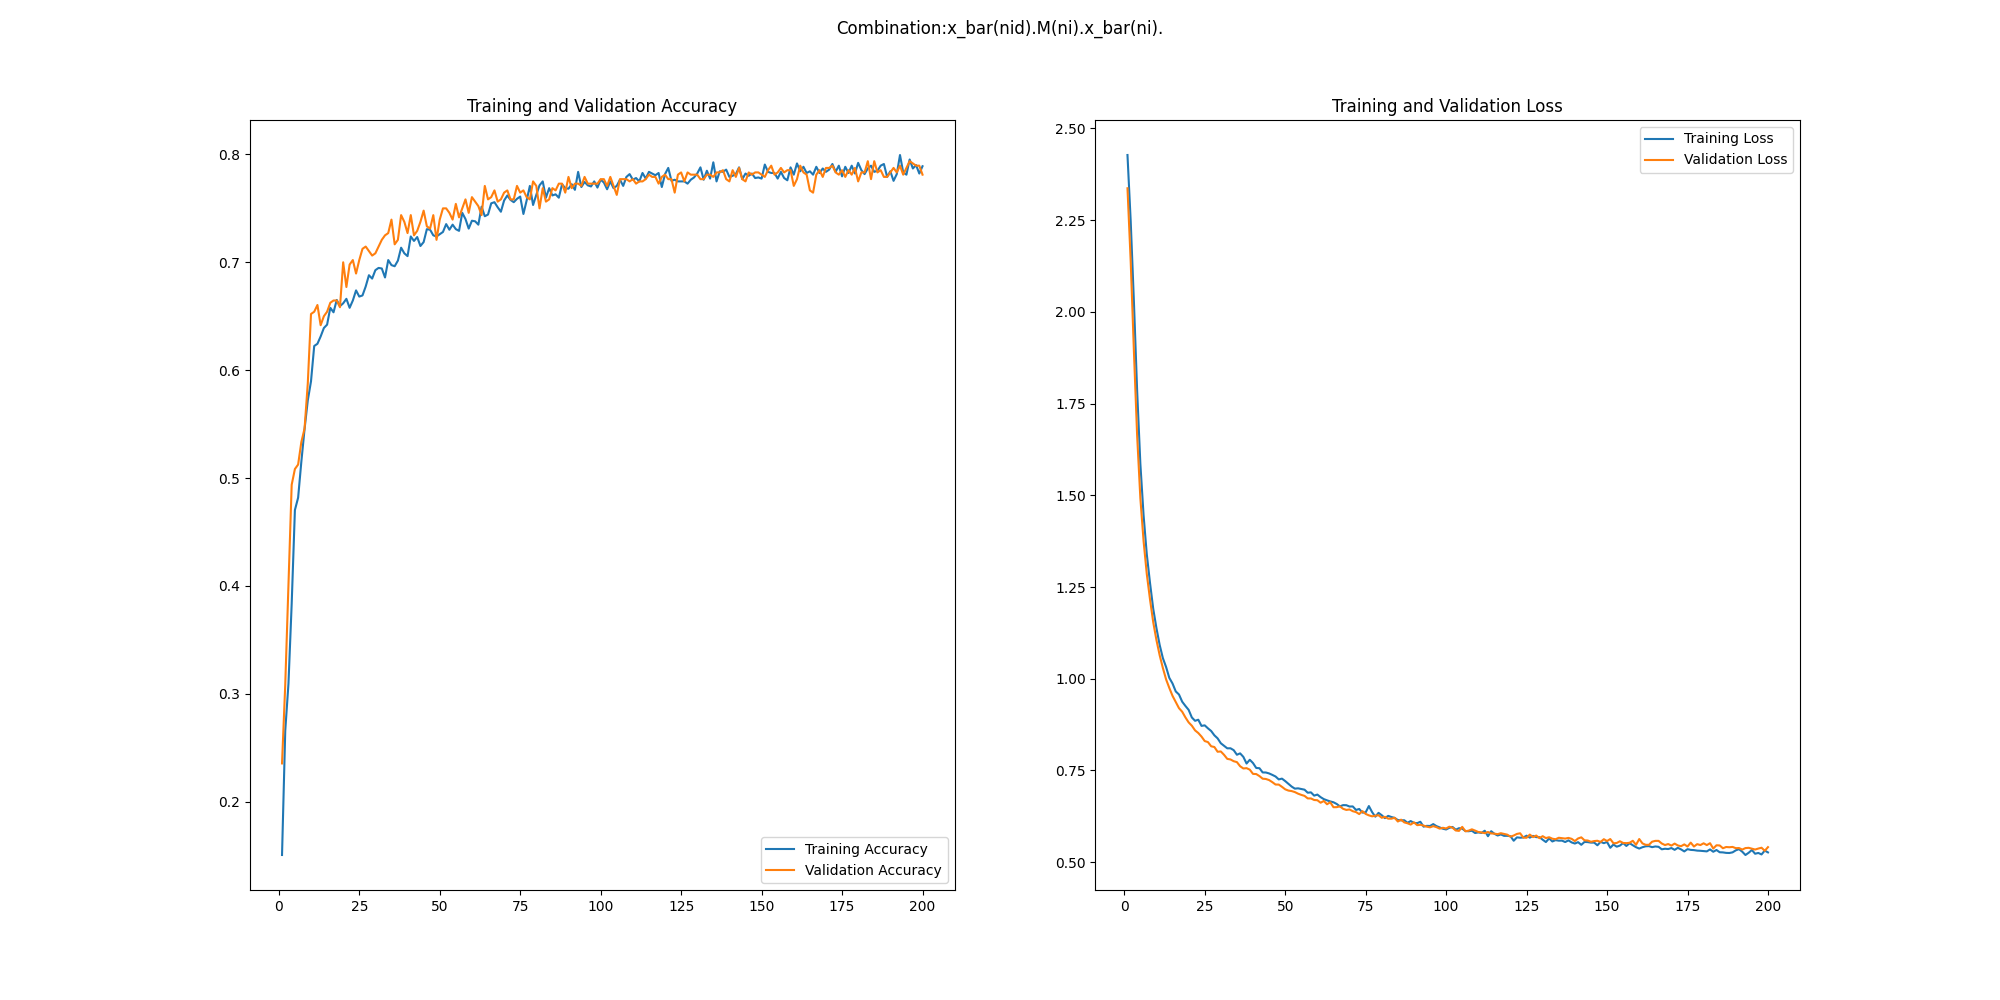 Combination:x_bar(nid).M(ni).x_bar(ni).
Training and Validation Accuracy
0.8
0.7
0.6
0.5
0.4
0.3
0.2
0 25 50 75 100 125 150 175 200
Training Accuracy
Validation Accuracy
Training and Validation Loss
2.50
2.25
2.00
1.75
1.50
1.25
1.00
0.75
0.50
0 25 50 75 100 125 150 175 200
Training Loss
Validation Loss